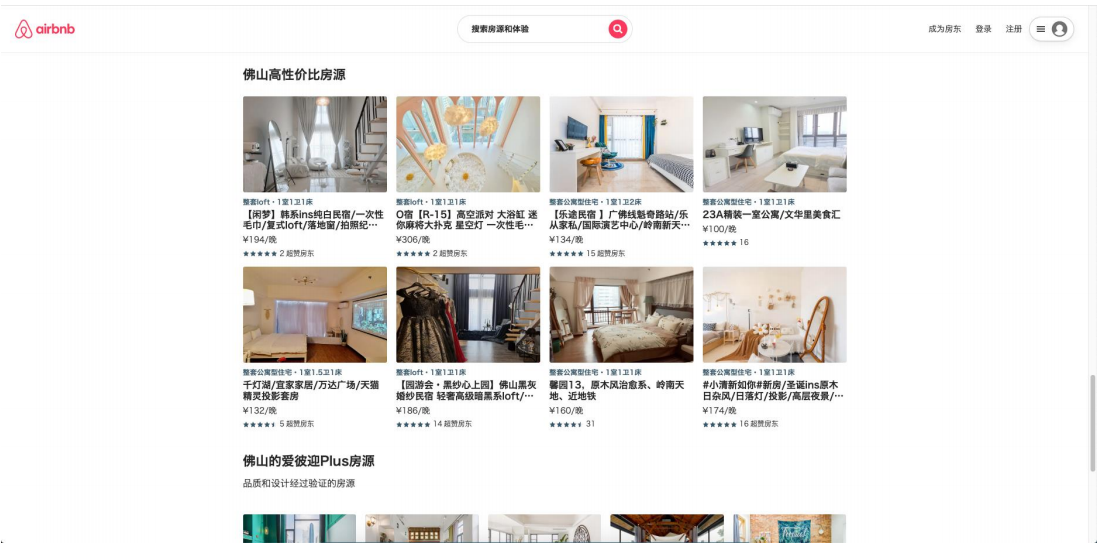 airbnb
搜索房源和体验
成为房东 登录 注册
佛山高性价比房源
整套loft・1室1卫1床
【闲梦】韩系ins纯白民宿/一次性
毛巾/复式loft/落地窗/拍照纪…
¥194/晚
★★★★★ 2 超赞房东
整套loft・1室1卫1床
O宿【R-15】高空派对 大浴缸 迷
你麻将大扑克 星空灯 一次性毛…
¥306/晚
★★★★★ 2 超赞房东
整套公寓型住宅・1室1卫2床
【乐途民宿 】广佛线魁奇路站/乐
从家私/国际演艺中心/岭南新天…
¥134/晚
★★★★★ 15 超赞房东
整套公寓型住宅・1室1卫1床
23A精装一室公寓/文华里美食汇
¥100/晚
★★★★★ 16
整套公寓型住宅・1室1.5卫1床
千灯湖/宜家家居/万达广场/天猫
精灵投影套房
¥132/晚
★★★★★ 5 超赞房东
整套loft・1室1卫1床
【园游会・黑纱心上园】佛山黑灰
婚纱民宿 轻奢高级暗黑系loft/…
¥186/晚
★★★★★ 14 超赞房东
整套公寓型住宅・1室1卫1床
馨园13，原木风治愈系、岭南天
地、近地铁
¥160/晚
★★★★★ 31
整套公寓型住宅・1室1卫1床
#小清新如你#新房/圣诞ins原木
日杂风/日落灯/投影/高层夜景/…
¥174/晚
★★★★★ 16 超赞房东
佛山的爱彼迎Plus房源
品质和设计经过验证的房源